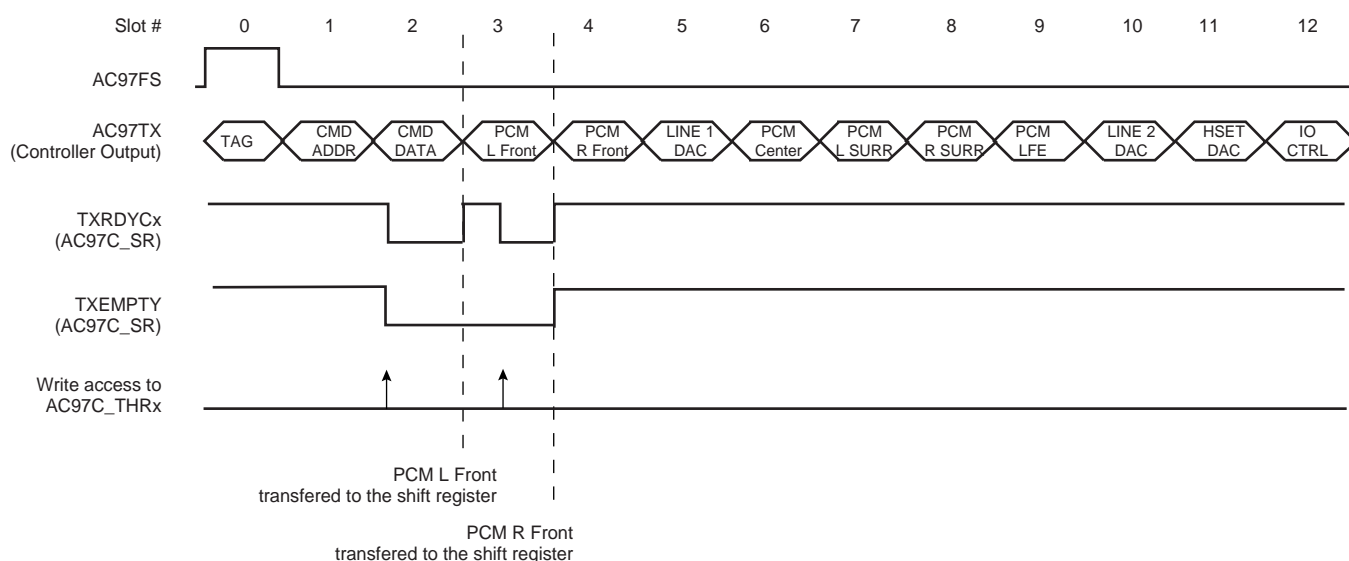 Slot # 0 1 2 3 4 5 6 7 8 9 10 11 12
AC97FS
AC97TX
(Controller Output)
TAG
CMD
ADDR
CMD
DATA
PCM
L Front
PCM
R Front
LINE 1
DAC
PCM
Center
PCM
L SURR
PCM
R SURR
PCM
LFE
LINE 2
DAC
HSET
DAC
IO
CTRL
TXRDYCx
(AC97C_SR)
TXEMPTY
(AC97C_SR)
Write access to
AC97C_THRx
PCM L Front
transfered to the shift register
PCM R Front
transfered to the shift register